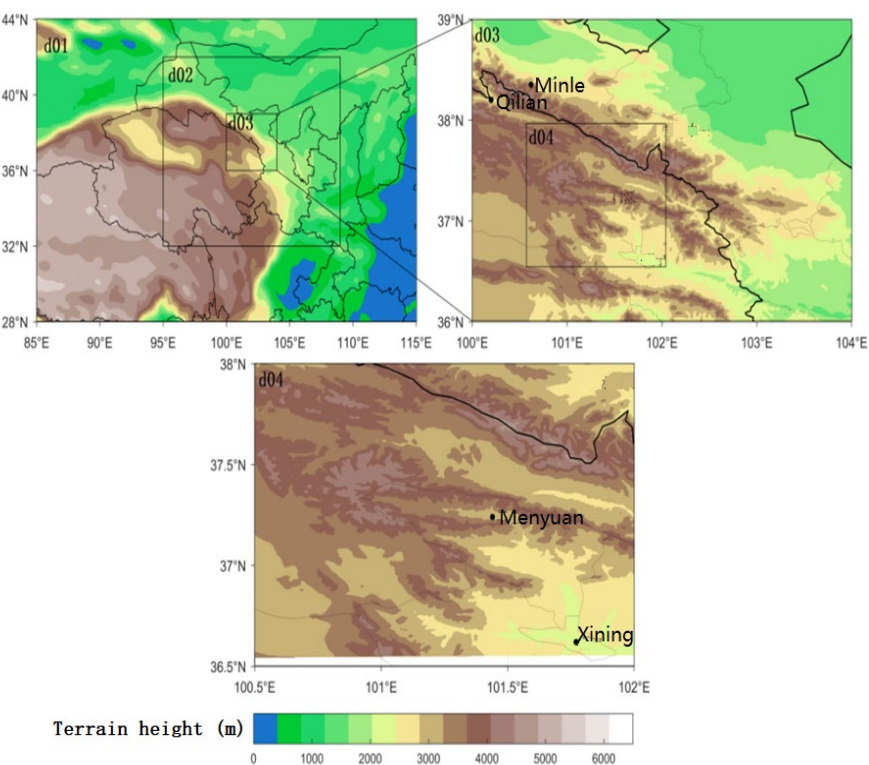 44°N
40°N
36°N
32°N
28°N
85°E 90°E 95°E 100°E 105°E 110°E 115°E
d01
d02
d03
39°N
38°N
37°N
36°N
100°E 101°E 102°E 103°E 104°E
d03
Minle
Qilian
d04
38°N
37.5°N
37°N
36.5°N
100.5°E 101°E 101.5°E 102°E
d04
Menyuan
Xining
Terrain height (m)
0 1000 2000 3000 4000 5000 6000